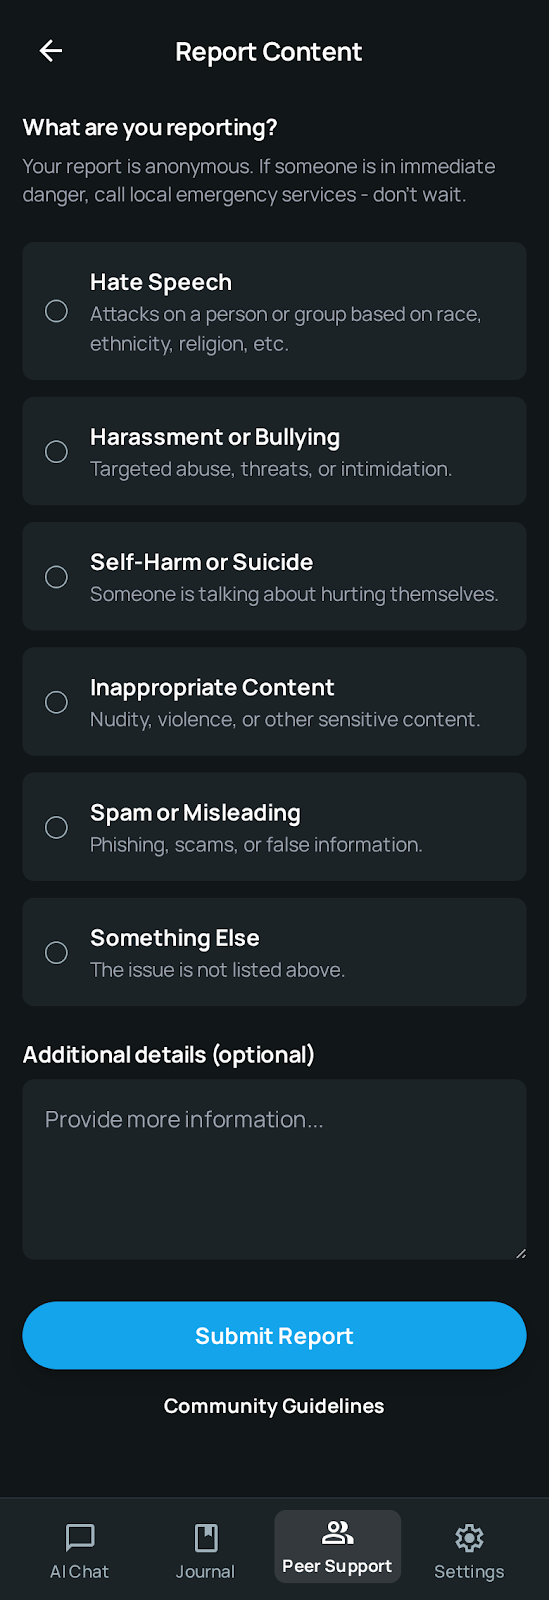 Report Content
What are you reporting?
Your report is anonymous. If someone is in immediate
danger, call local emergency services - don't wait.
Hate Speech
Attacks on a person or group based on race,
ethnicity, religion, etc.
Harassment or Bullying
Targeted abuse, threats, or intimidation.
Self-Harm or Suicide
Someone is talking about hurting themselves.
Inappropriate Content
Nudity, violence, or other sensitive content.
Spam or Misleading
Phishing, scams, or false information.
Something Else
The issue is not listed above.
Additional details (optional)
Provide more information...
Submit Report
Community Guidelines
AI Chat
Journal
Peer Support
Settings